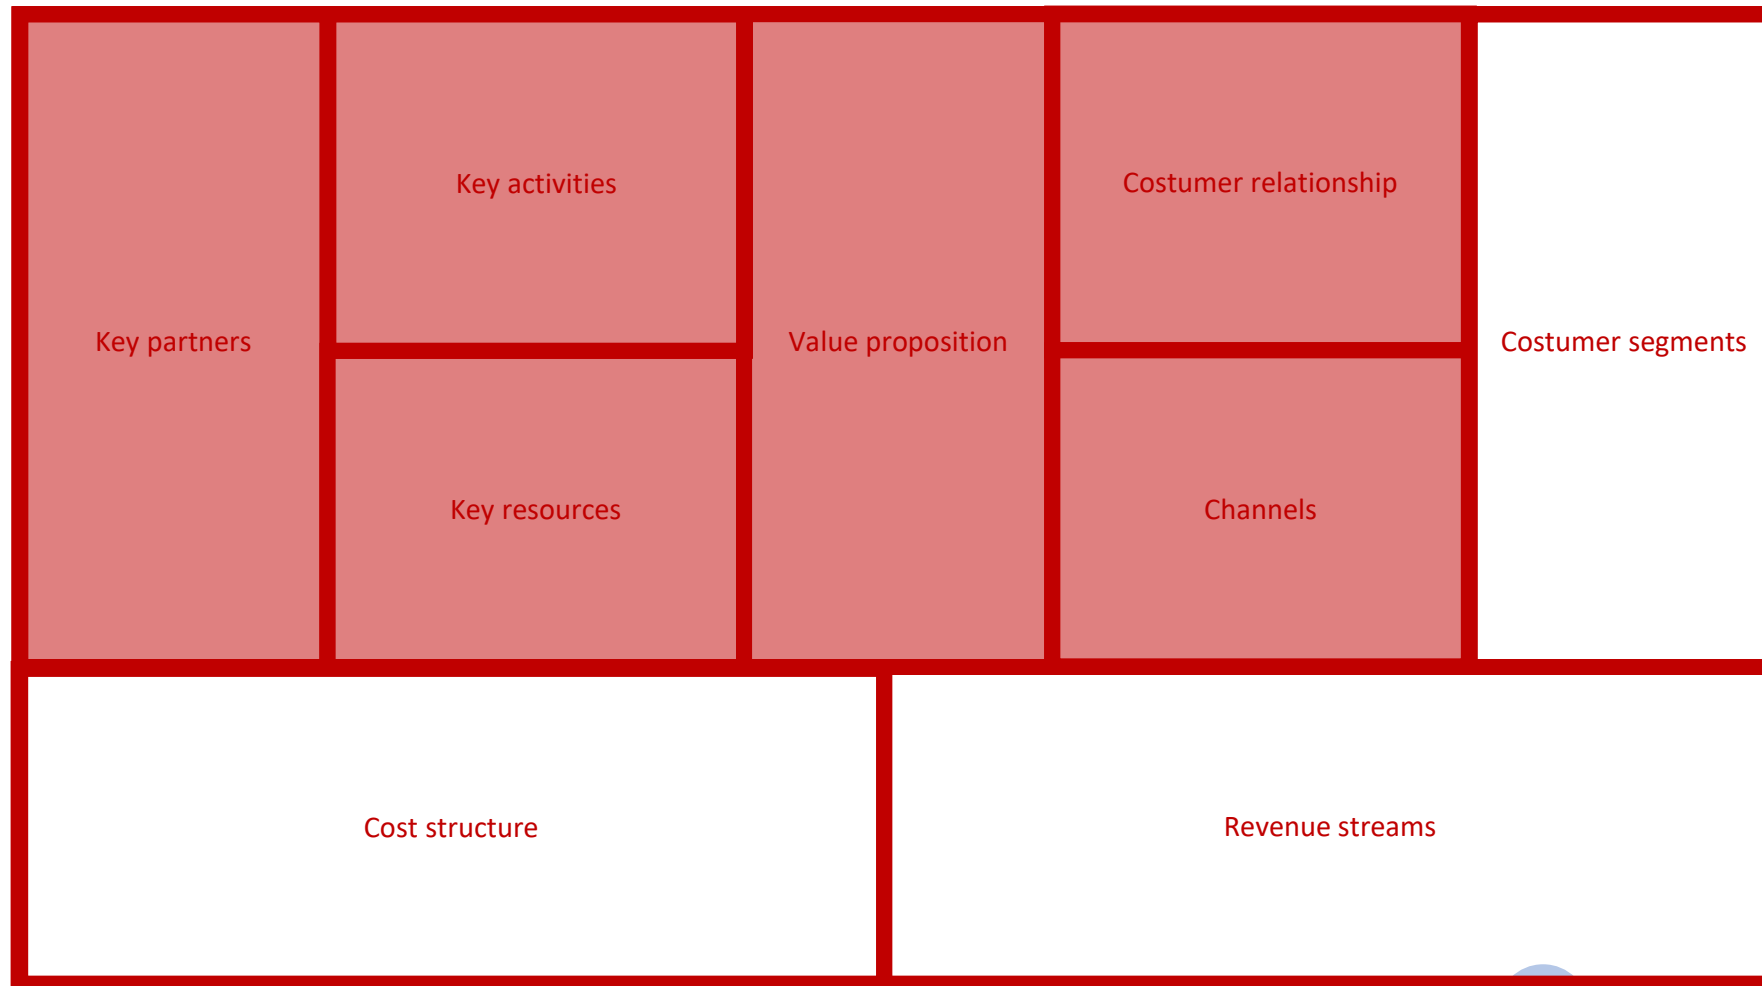 Key partners
Key activities
Key resources
Value proposition
Costumer relationship
Channels
Costumer segments
Cost structure
Revenue streams